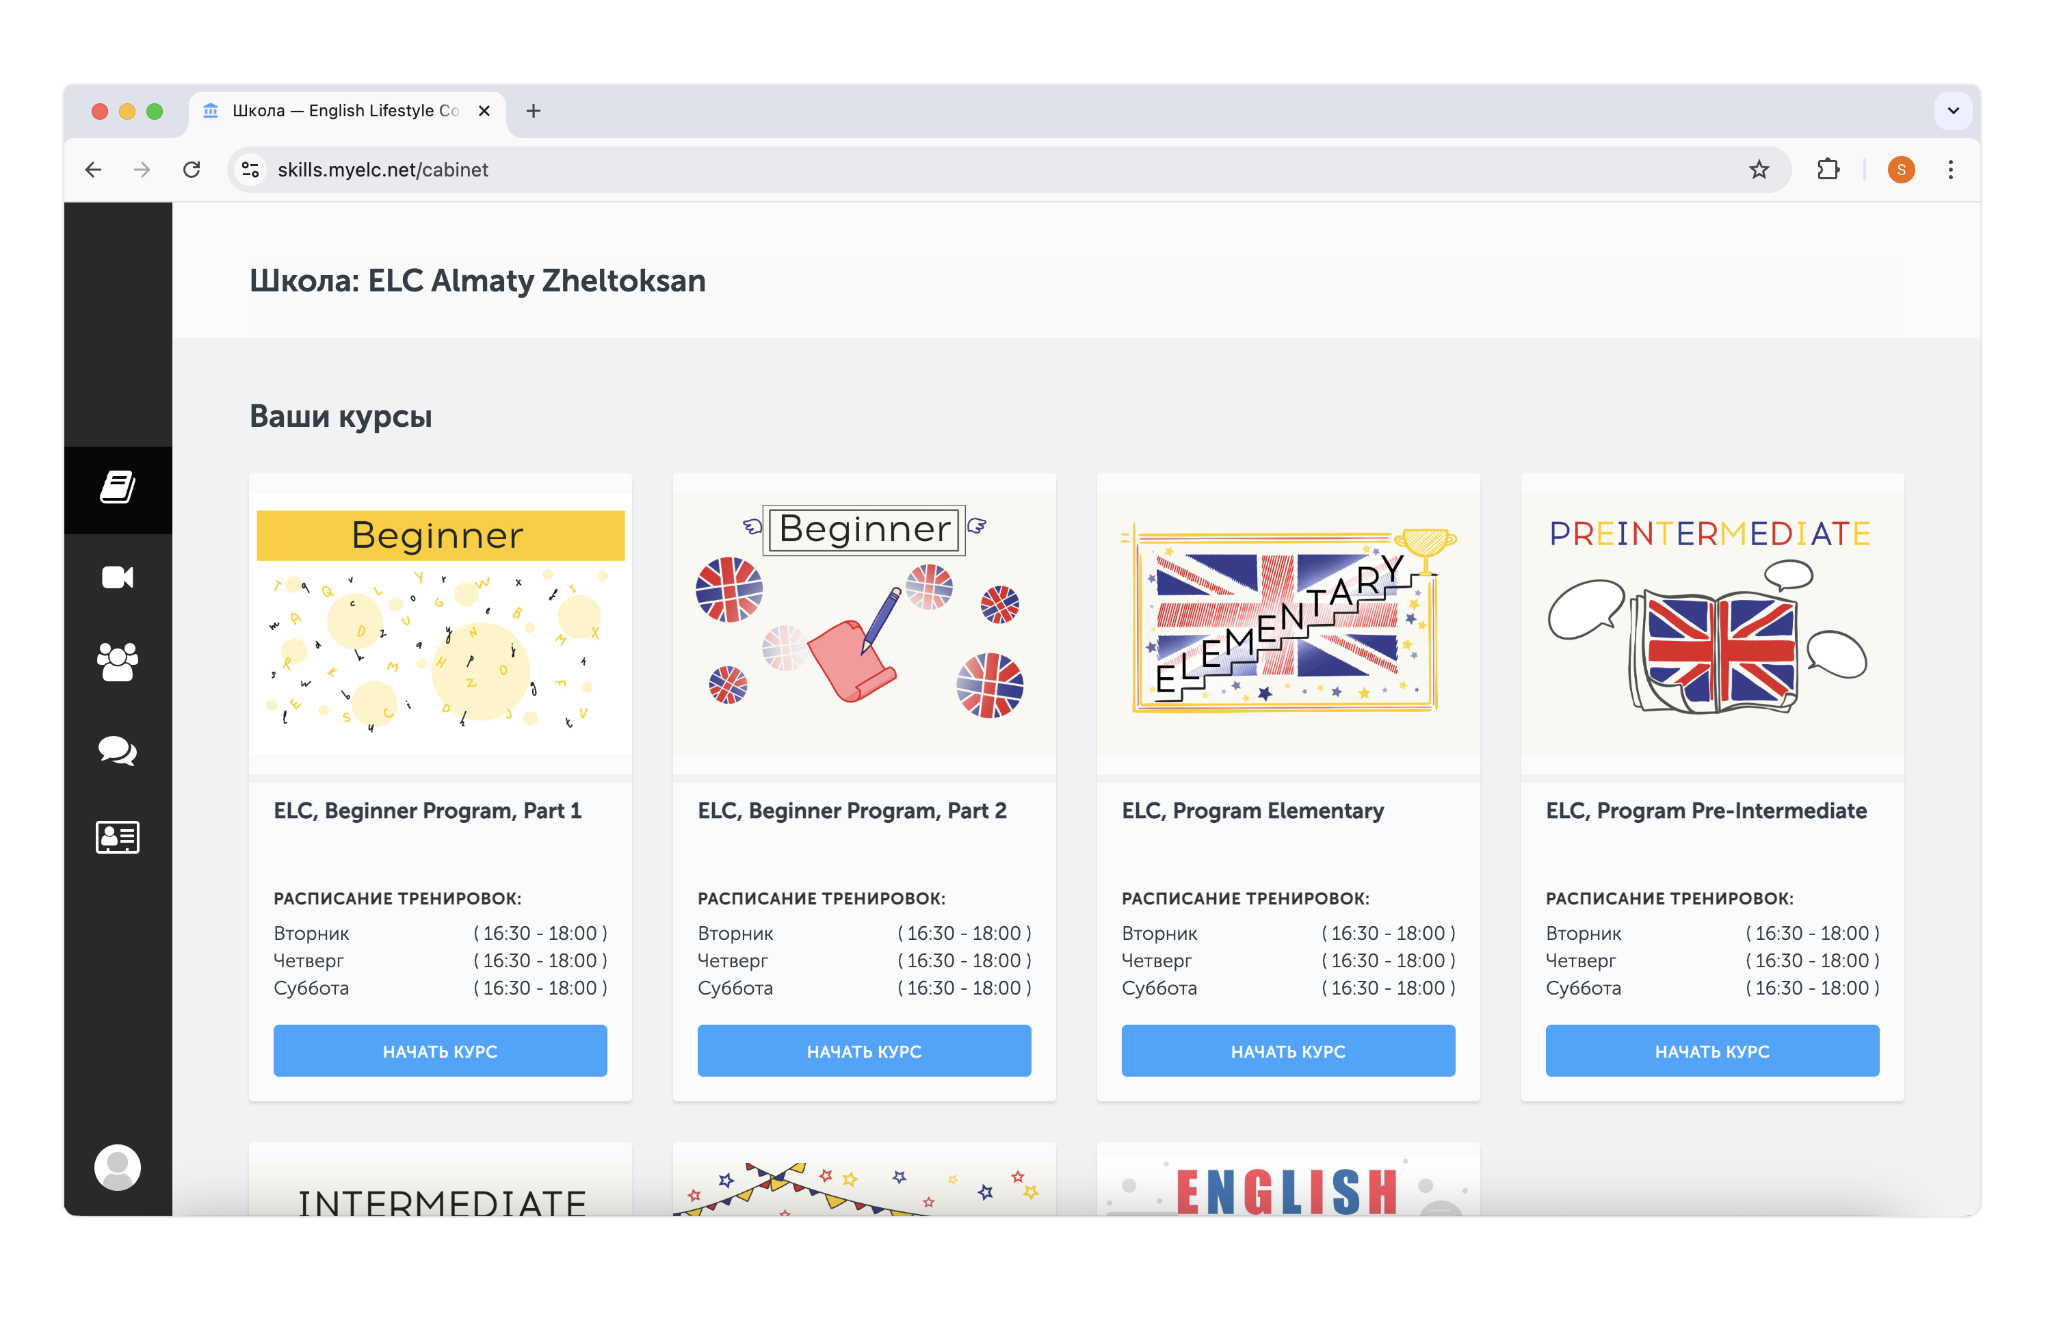 Школа — English Lifestyle Co
skills.myelc.net/cabinet
S
Школа: ELC Almaty Zheltoksan
Ваши курсы
Beginner
ELC, Beginner Program, Part 1
РАСПИСАНИЕ ТРЕНИРОВОК:
Вторник ( 16:30 - 18:00 )
Четверг ( 16:30 - 18:00 )
Суббота ( 16:30 - 18:00 )
НАЧАТЬ КУРС
Beginner
ELC, Beginner Program, Part 2
РАСПИСАНИЕ ТРЕНИРОВОК:
Вторник ( 16:30 - 18:00 )
Четверг ( 16:30 - 18:00 )
Суббота ( 16:30 - 18:00 )
НАЧАТЬ КУРС
ELEMENTARY
ELC, Program Elementary
РАСПИСАНИЕ ТРЕНИРОВОК:
Вторник ( 16:30 - 18:00 )
Четверг ( 16:30 - 18:00 )
Суббота ( 16:30 - 18:00 )
НАЧАТЬ КУРС
PREINTERMEDIATE
ELC, Program Pre-Intermediate
РАСПИСАНИЕ ТРЕНИРОВОК:
Вторник ( 16:30 - 18:00 )
Четверг ( 16:30 - 18:00 )
Суббота ( 16:30 - 18:00 )
НАЧАТЬ КУРС
INTERMEDIATE
ENGLISH